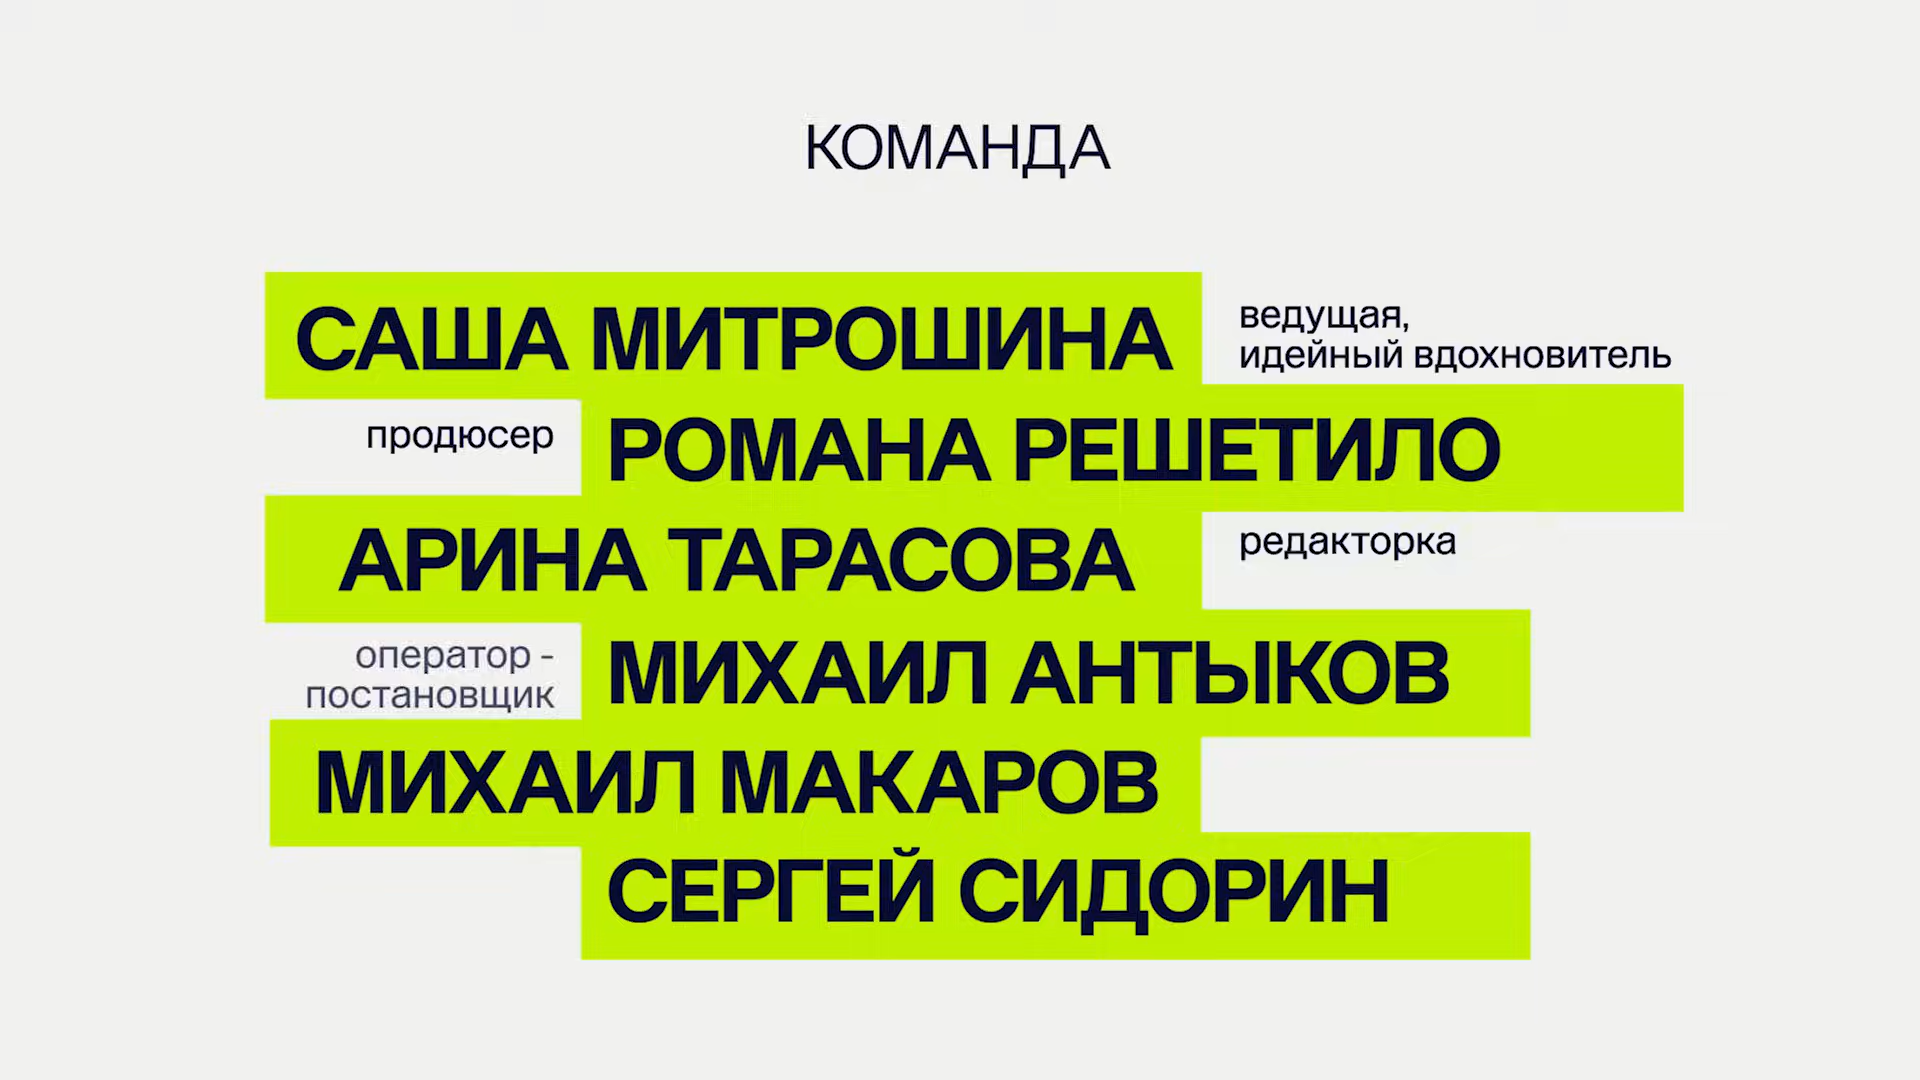 КОМАНДА
САША МИТРОШИНА
ведущая,
идейный вдохновитель
продюсер
РОМАНА РЕШЕТИЛО
АРИНА ТАРАСОВА
редакторка
оператор -
постановщик
МИХАИЛ АНТЫКОВ
МИХАИЛ МАКАРОВ
СЕРГЕЙ СИДОРИН